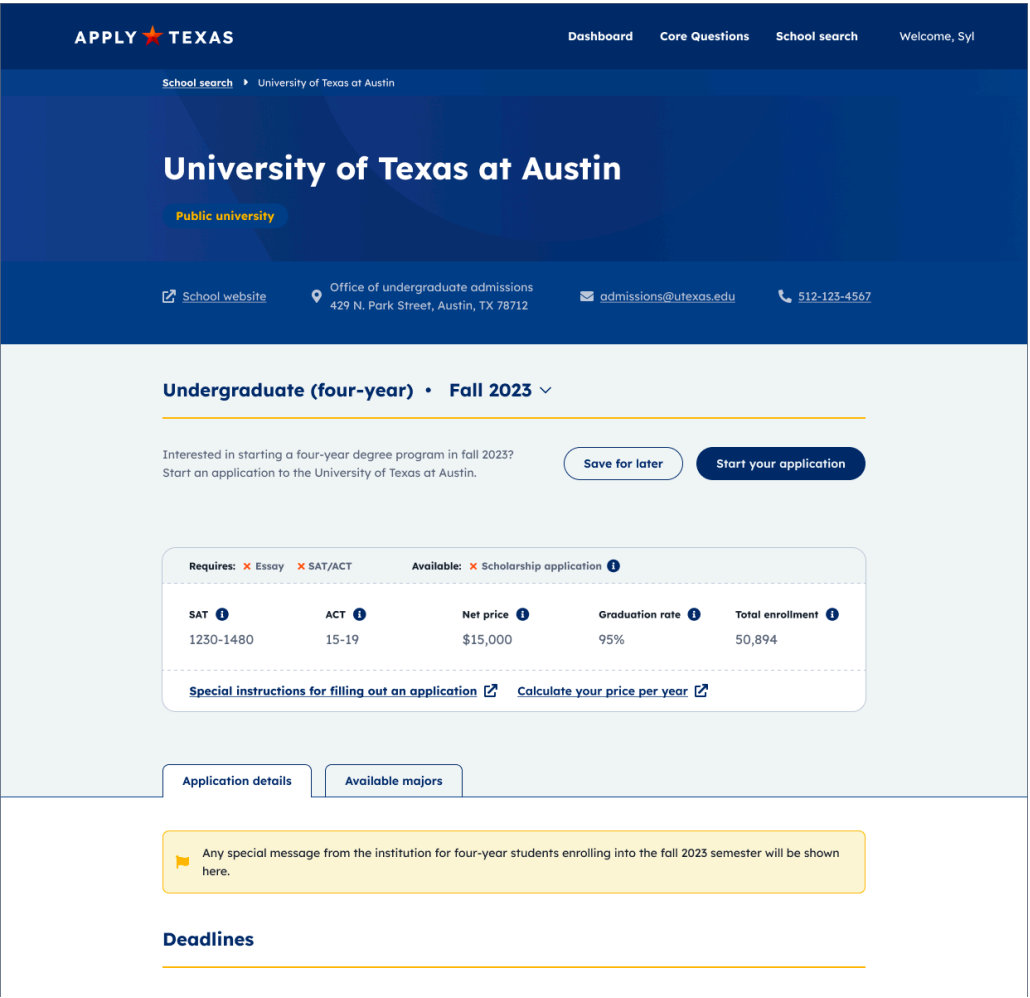 APPLY TEXAS
Dashboard Core Questions School search Welcome, Syl
School search University of Texas at Austin
University of Texas at Austin
Public university
School website
Office of undergraduate admissions
429 N. Park Street, Austin, TX 78712
admissions@utexas.edu
512-123-4567
Undergraduate (four-year) • Fall 2023
Interested in starting a four-year degree program in fall 2023?
Start an application to the University of Texas at Austin.
Save for later
Start your application
Requires: Essay SAT/ACT Available: Scholarship application
SAT ACT Net price Graduation rate Total enrollment
1230-1480 15-19 $15,000 95% 50,894
Special instructions for filling out an application Calculate your price per year
Application details Available majors
Any special message from the institution for four-year students enrolling into the fall 2023 semester will be shown
here.
Deadlines